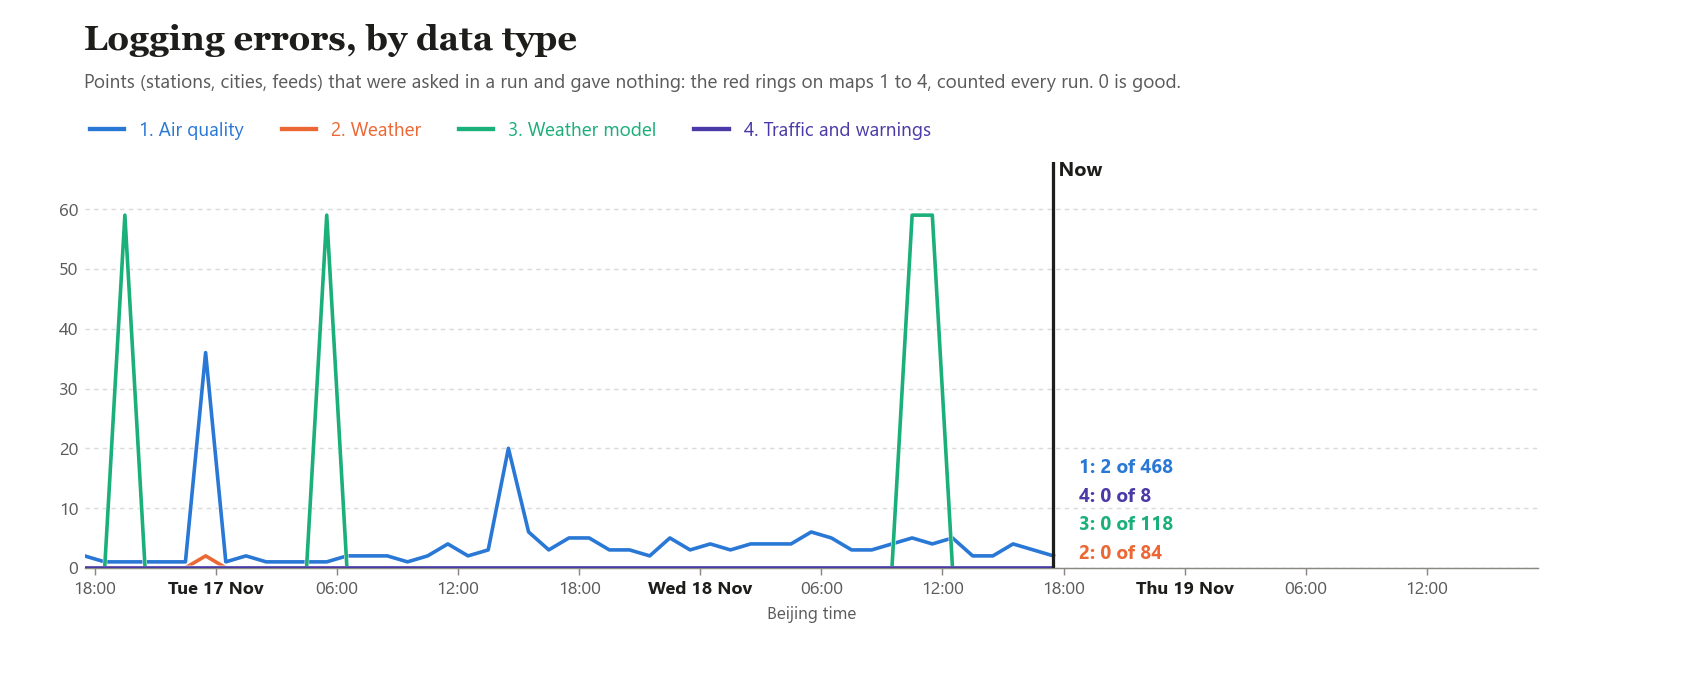 Logging errors, by data type
Points (stations, cities, feeds) that were asked in a run and gave nothing: the red rings on maps 1 to 4, counted every run. 0 is good.
1. Air quality 2. Weather 3. Weather model 4. Traffic and warnings
Now
60
50
40
30
20
10
0
1: 2 of 468
4: 0 of 8
3: 0 of 118
2: 0 of 84
18:00 Tue 17 Nov 06:00 12:00 18:00 Wed 18 Nov 06:00 12:00 18:00 Thu 19 Nov 06:00 12:00
Beijing time